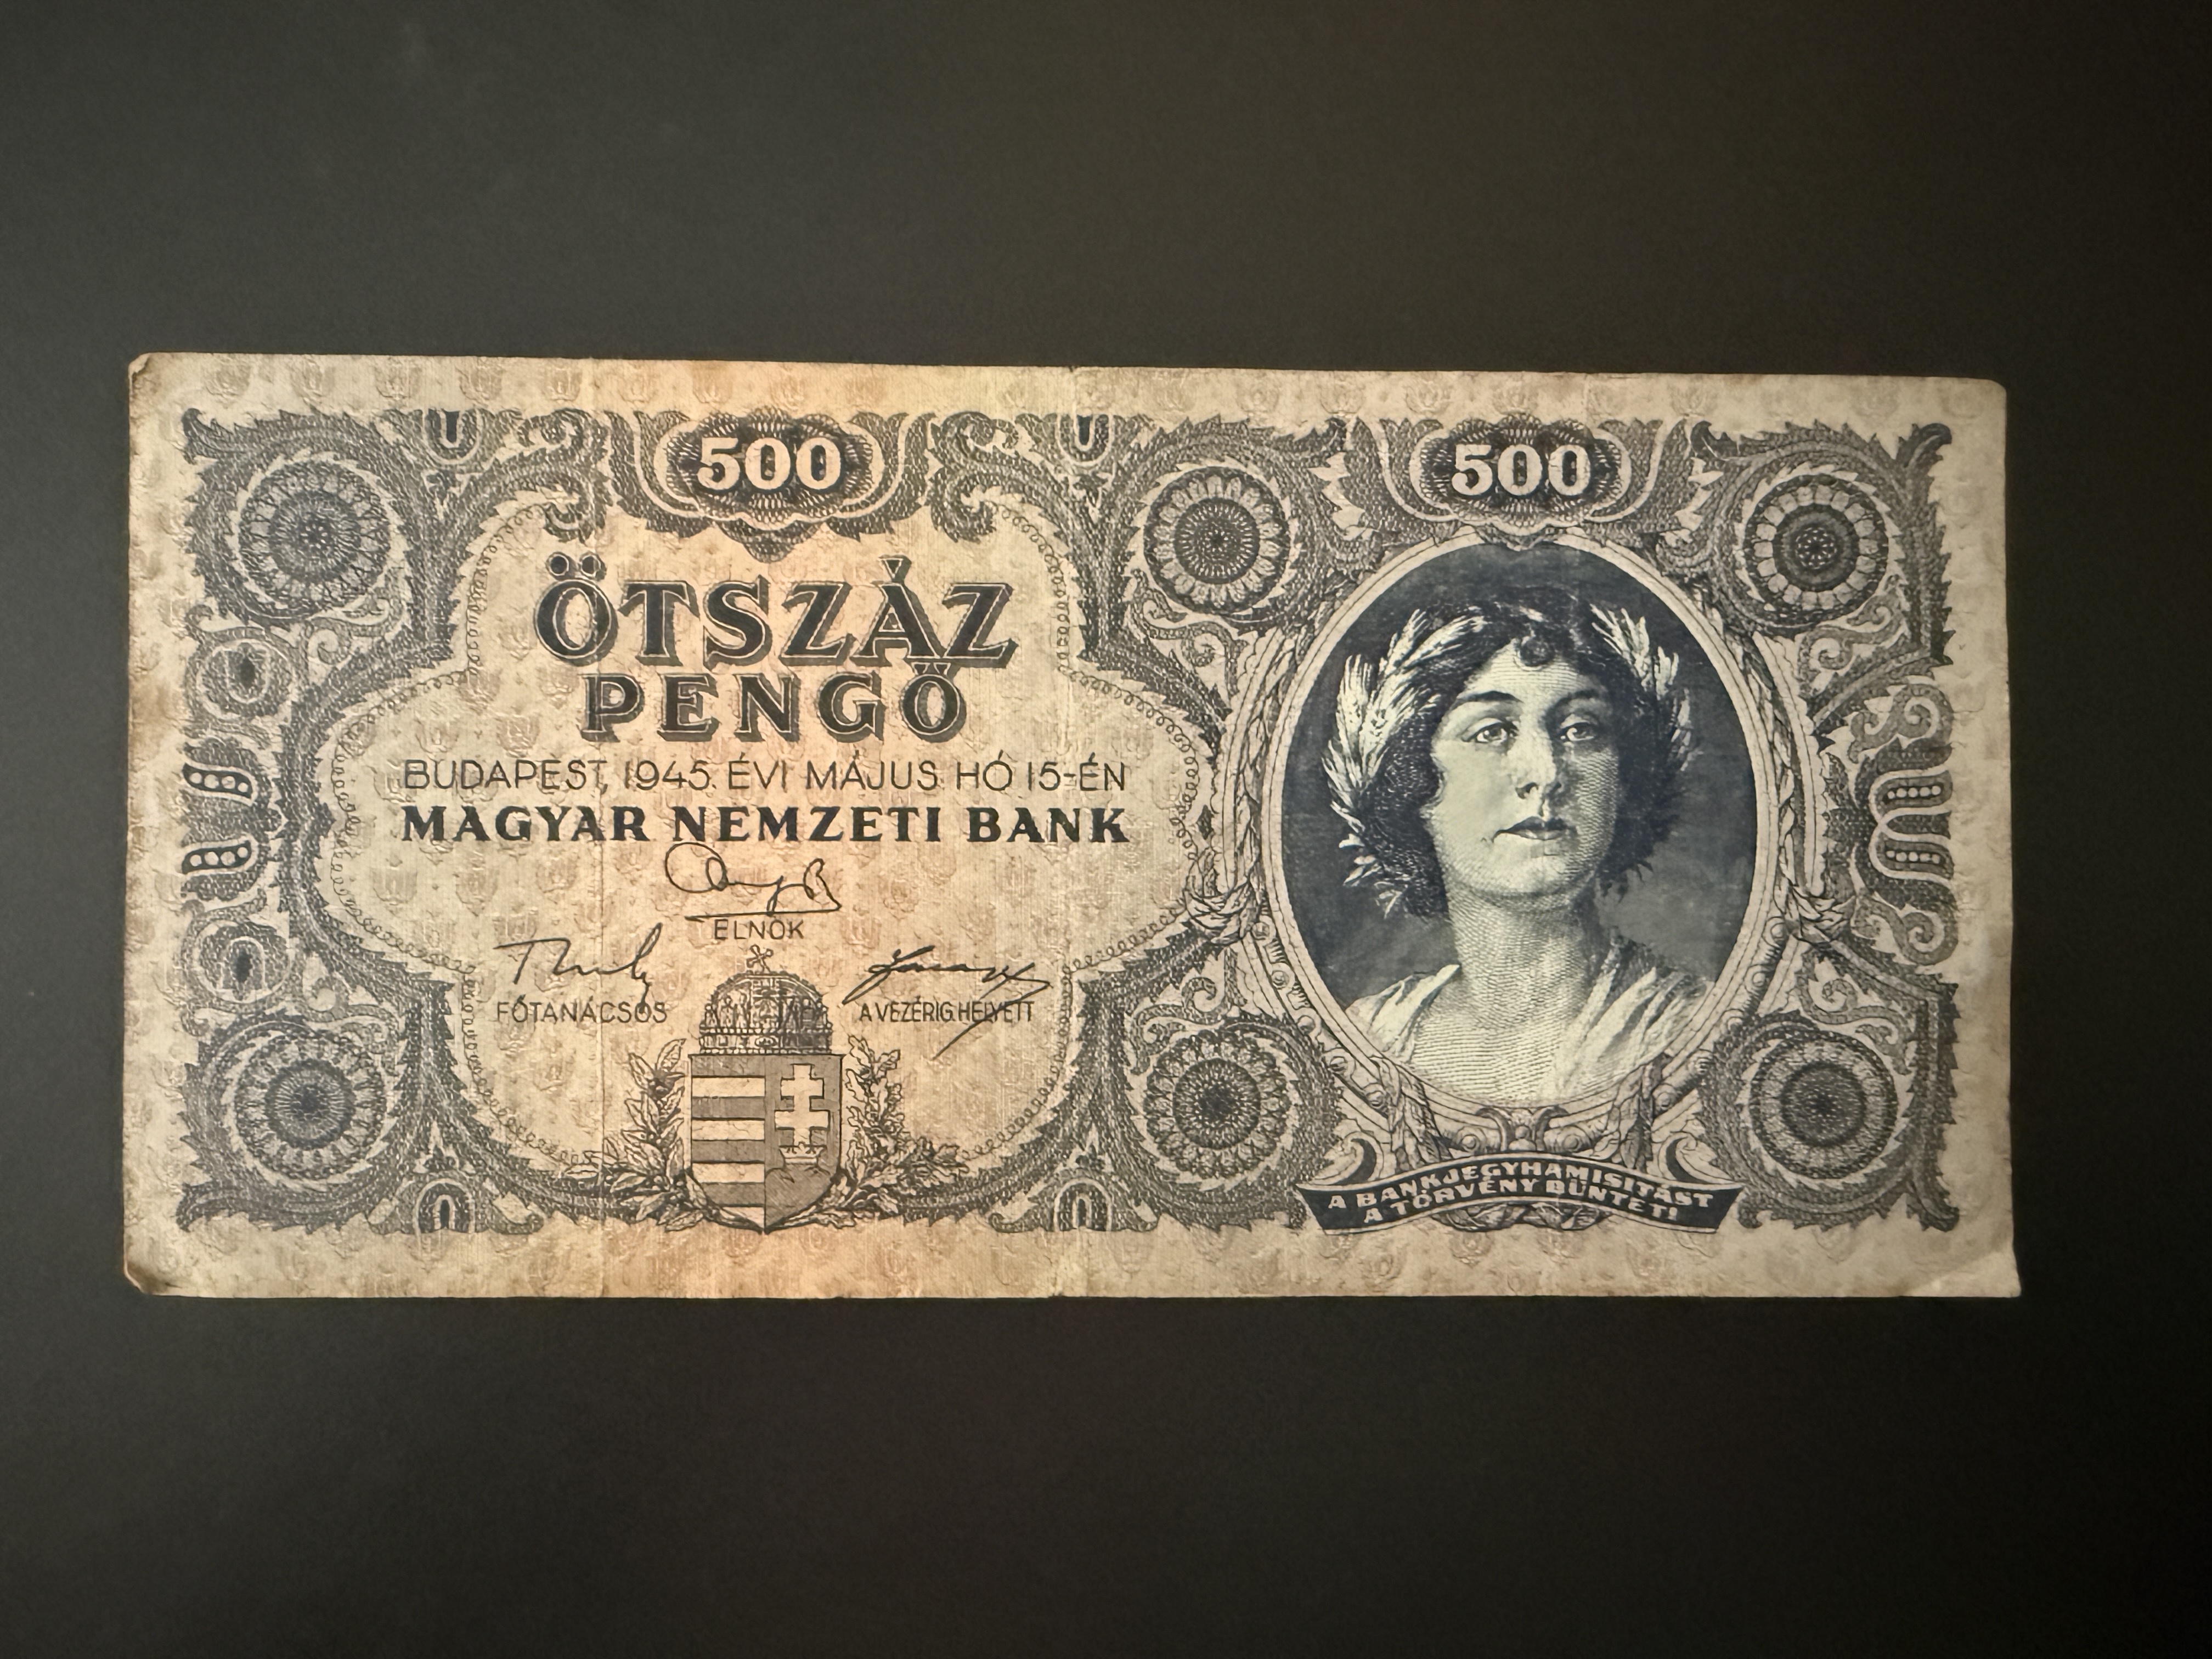 500
500
ÖTSZÁZ
PENGŐ
BUDAPEST, 1945. ÉVI MÁJUS HÓ 15-ÉN
MAGYAR NEMZETI BANK
ELNÖK
FŐTANÁCSOS
A VEZÉRIG. HELYETT
A BANKJEGYHAMISITÁST
A TÖRVÉNY BÜNTETI